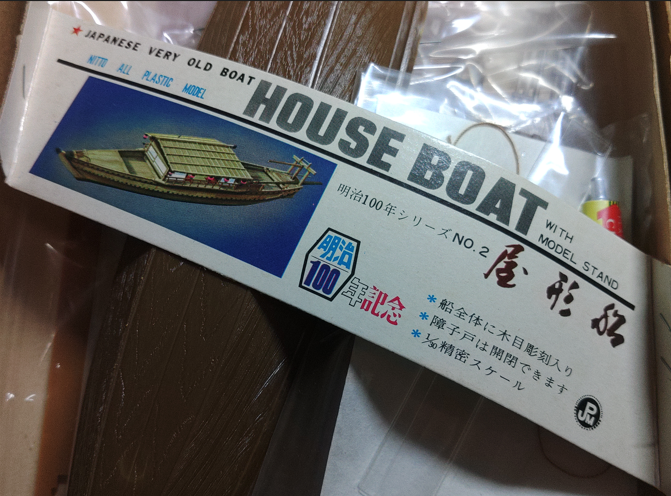 ★JAPANESE VERY OLD BOAT
NITTO ALL PLASTIC MODEL
HOUSE BOAT
WITH
MODEL STAND
明治100年シリーズ NO.2
屋形船
明治
100
年記念
*船全体に木目彫刻入り
*障子戸は開閉できます
*精密スケール